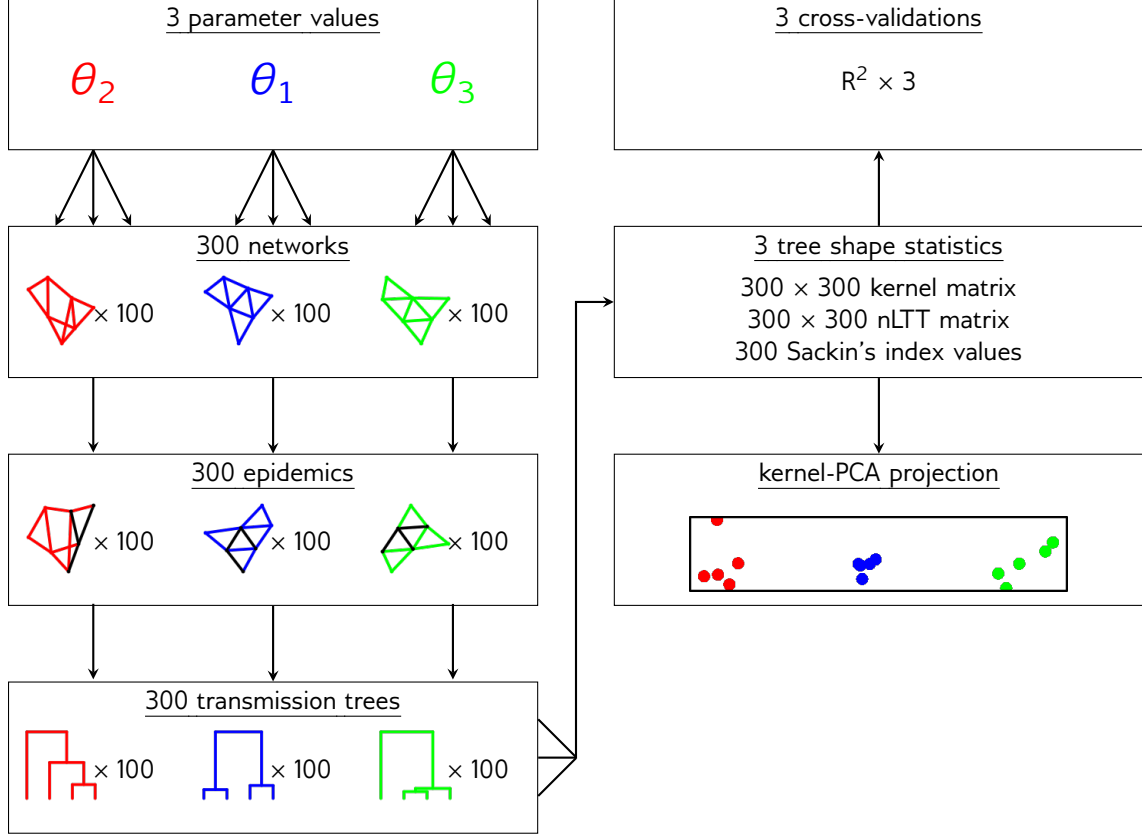 3 parameter values
θ2 θ1 θ3
300 networks
× 100 × 100 × 100
300 epidemics
× 100 × 100 × 100
300 transmission trees
× 100 × 100 × 100
3 cross-validations
R² × 3
3 tree shape statistics
300 × 300 kernel matrix
300 × 300 nLTT matrix
300 Sackin's index values
kernel-PCA projection